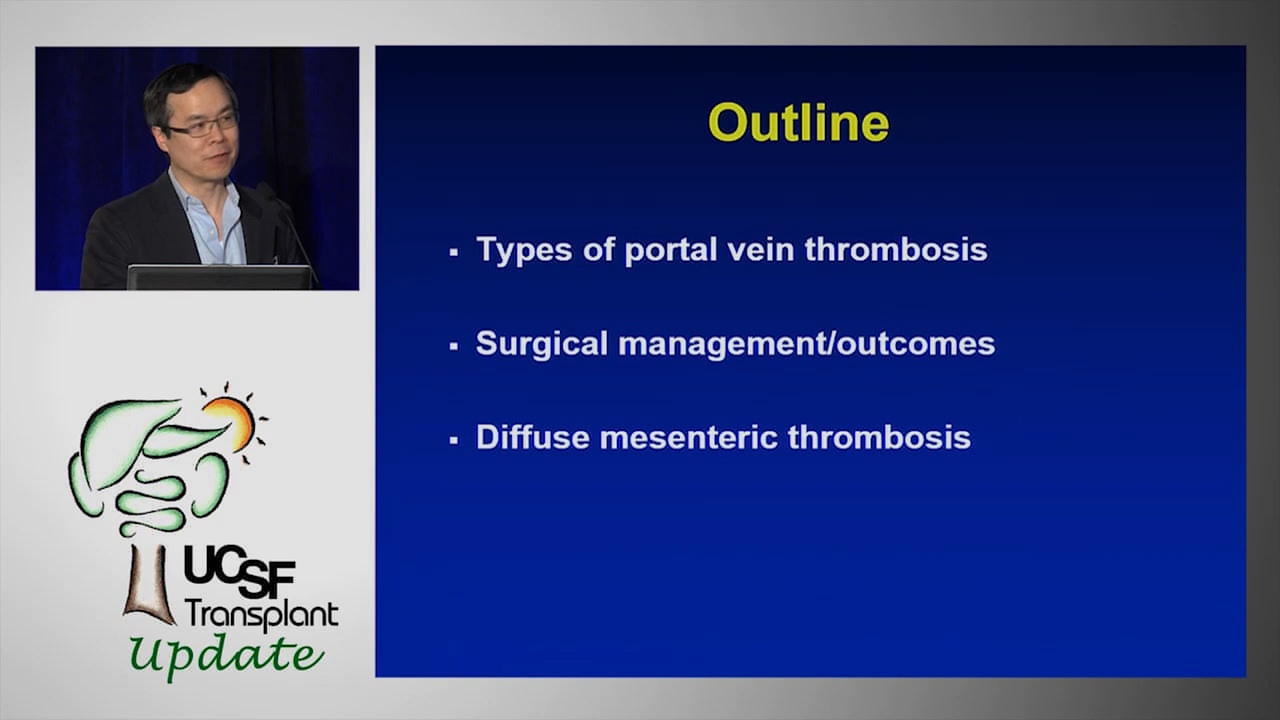 Outline
▪ Types of portal vein thrombosis
▪ Surgical management/outcomes
▪ Diffuse mesenteric thrombosis
UCSF
Transplant
Update